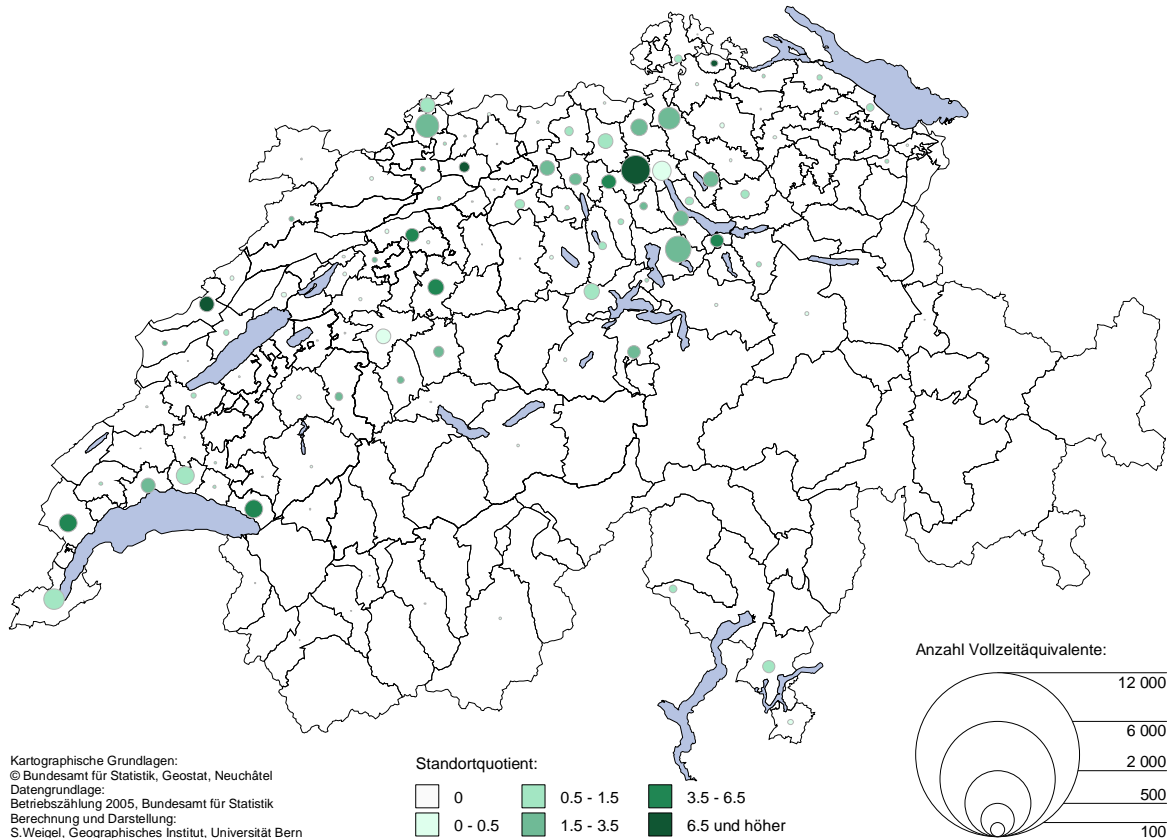 Anzahl Vollzeitäquivalente:
12 000
6 000
2 000
500
100
Kartographische Grundlagen:
© Bundesamt für Statistik, Geostat, Neuchâtel
Datengrundlage:
Betriebszählung 2005, Bundesamt für Statistik
Berechnung und Darstellung:
S.Weigel, Geographisches Institut, Universität Bern
Standortquotient:
0
0.5 - 1.5
3.5 - 6.5
0 - 0.5
1.5 - 3.5
6.5 und höher